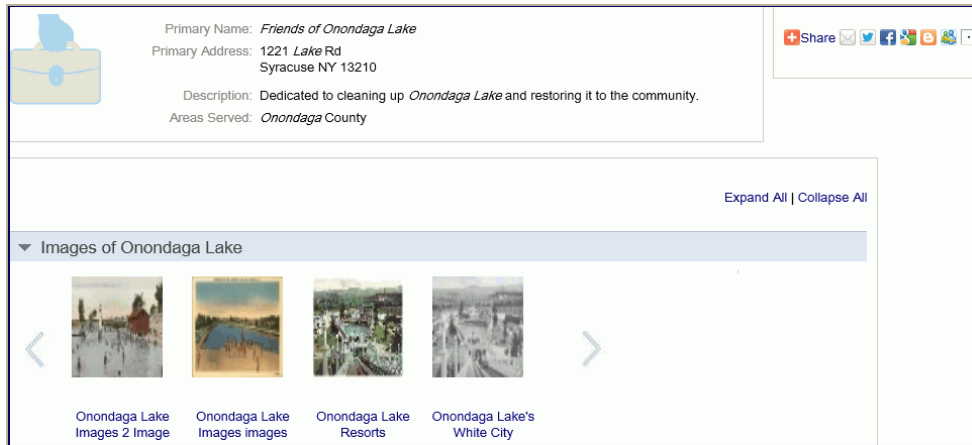 Primary Name: Friends of Onondaga Lake
Primary Address: 1221 Lake Rd
Syracuse NY 13210
Description: Dedicated to cleaning up Onondaga Lake and restoring it to the community.
Areas Served: Onondaga County
Share
Expand All | Collapse All
Images of Onondaga Lake
Onondaga Lake Images 2 Image
Onondaga Lake Images images
Onondaga Lake Resorts
Onondaga Lake's White City